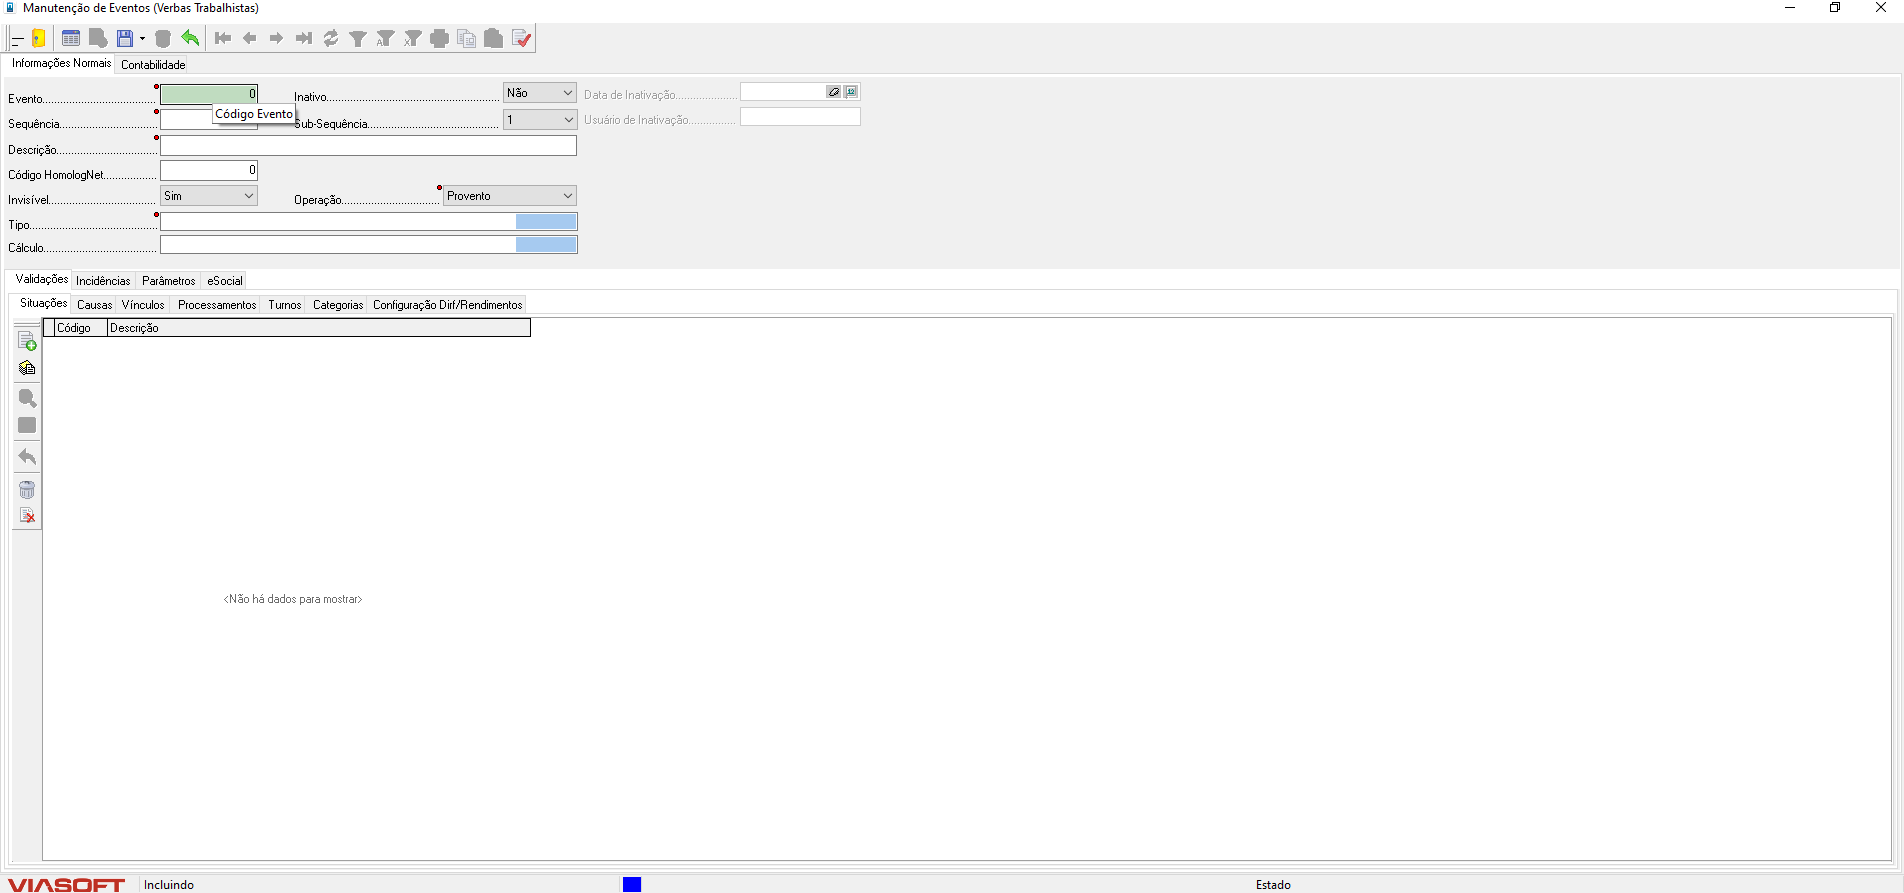 Manutenção de Eventos (Verbas Trabalhistas)
Informações Normais Contabilidade
Evento 0 Inativo Não Data de Inativação
Código Evento
Sequência Sub-Sequência 1 Usuário de Inativação
Descrição
Código HomologNet 0
Invisível Sim Operação Provento
Tipo
Cálculo
Validações Incidências Parâmetros eSocial
Situações Causas Vínculos Processamentos Turnos Categorias Configuração Dirf/Rendimentos
Código Descrição
<Não há dados para mostrar>
VIASOFT Incluindo Estado